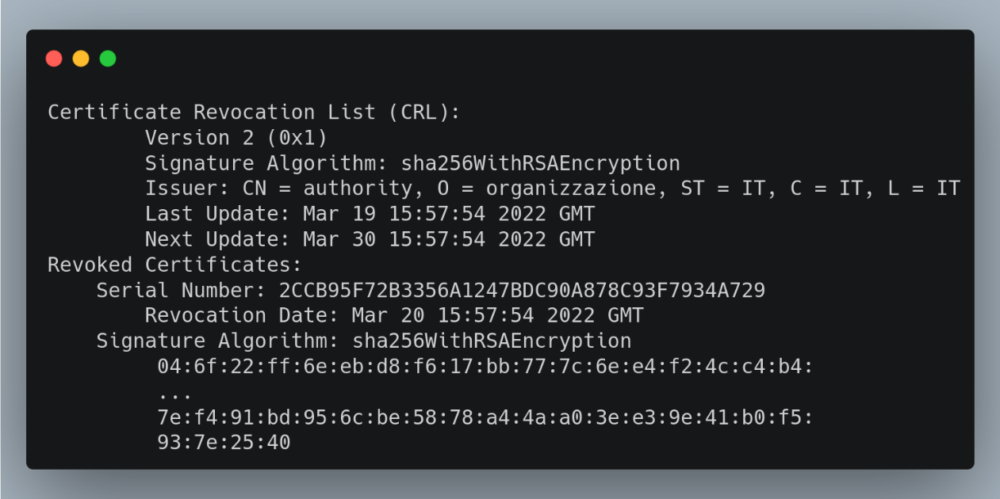 Certificate Revocation List (CRL):
Version 2 (0x1)
Signature Algorithm: sha256WithRSAEncryption
Issuer: CN = authority, O = organizzazione, ST = IT, C = IT, L = IT
Last Update: Mar 19 15:57:54 2022 GMT
Next Update: Mar 30 15:57:54 2022 GMT
Revoked Certificates:
Serial Number: 2CCB95F72B3356A1247BDC90A878C93F7934A729
Revocation Date: Mar 20 15:57:54 2022 GMT
Signature Algorithm: sha256WithRSAEncryption
04:6f:22:ff:6e:eb:d8:f6:17:bb:77:7c:6e:e4:f2:4c:c4:b4:
...
7e:f4:91:bd:95:6c:be:58:78:a4:4a:a0:3e:e3:9e:41:b0:f5:
93:7e:25:40